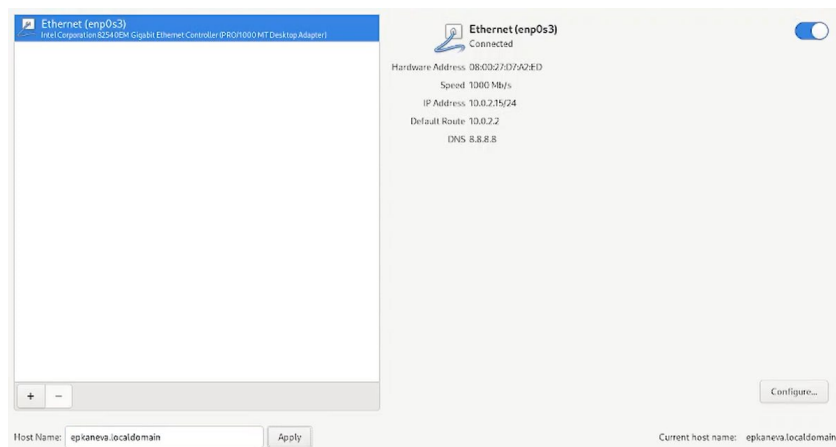 Ethernet (enp0s3)
Intel Corporation 82540EM Gigabit Ethernet Controller (PRO/1000 MT Desktop Adapter)
Ethernet (enp0s3)
Connected
Hardware Address 08:00:27:D7:A2:ED
Speed 1000 Mb/s
IP Address 10.0.2.15/24
Default Route 10.0.2.2
DNS 8.8.8.8
+ −
Configure...
Host Name: epkaneva.localdomain Apply Current host name: epkaneva.localdomain